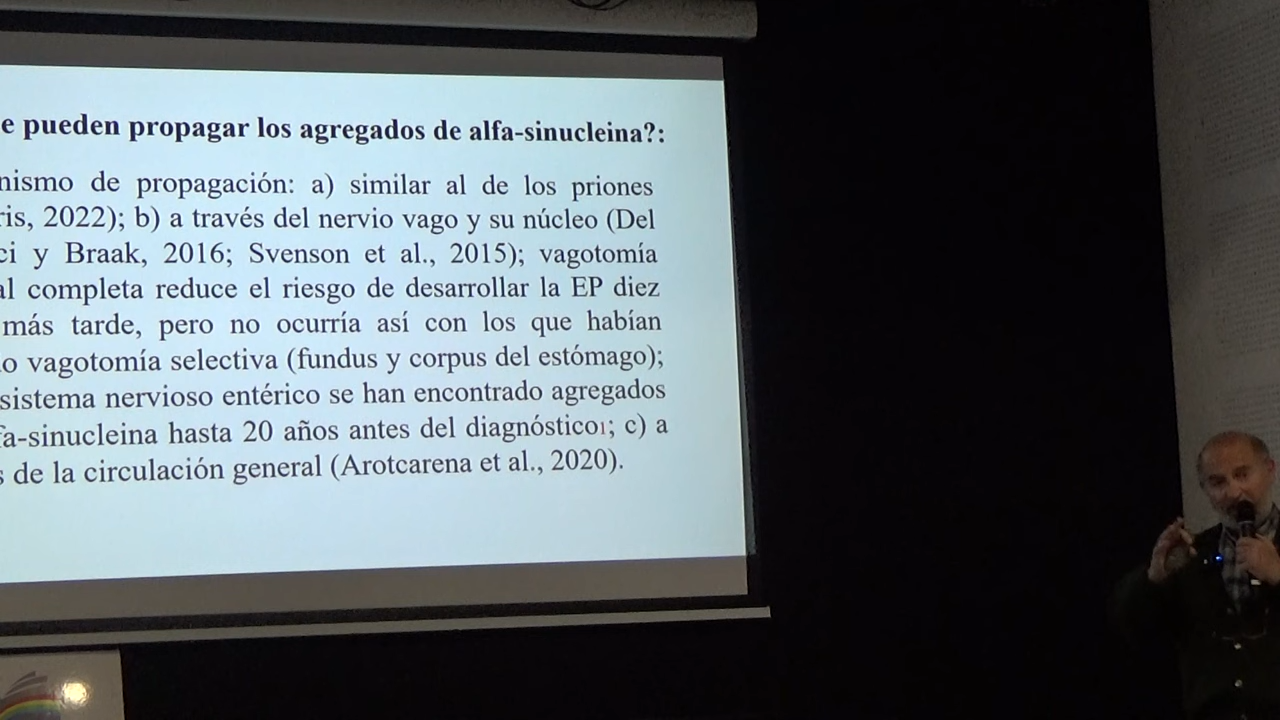 e pueden propagar los agregados de alfa-sinucleina?:
nismo de propagación: a) similar al de los priones
ris, 2022); b) a través del nervio vago y su núcleo (Del
ci y Braak, 2016; Svenson et al., 2015); vagotomía
al completa reduce el riesgo de desarrollar la EP diez
más tarde, pero no ocurría así con los que habían
o vagotomía selectiva (fundus y corpus del estómago);
sistema nervioso entérico se han encontrado agregados
fa-sinucleina hasta 20 años antes del diagnóstico1; c) a
s de la circulación general (Arotcarena et al., 2020).